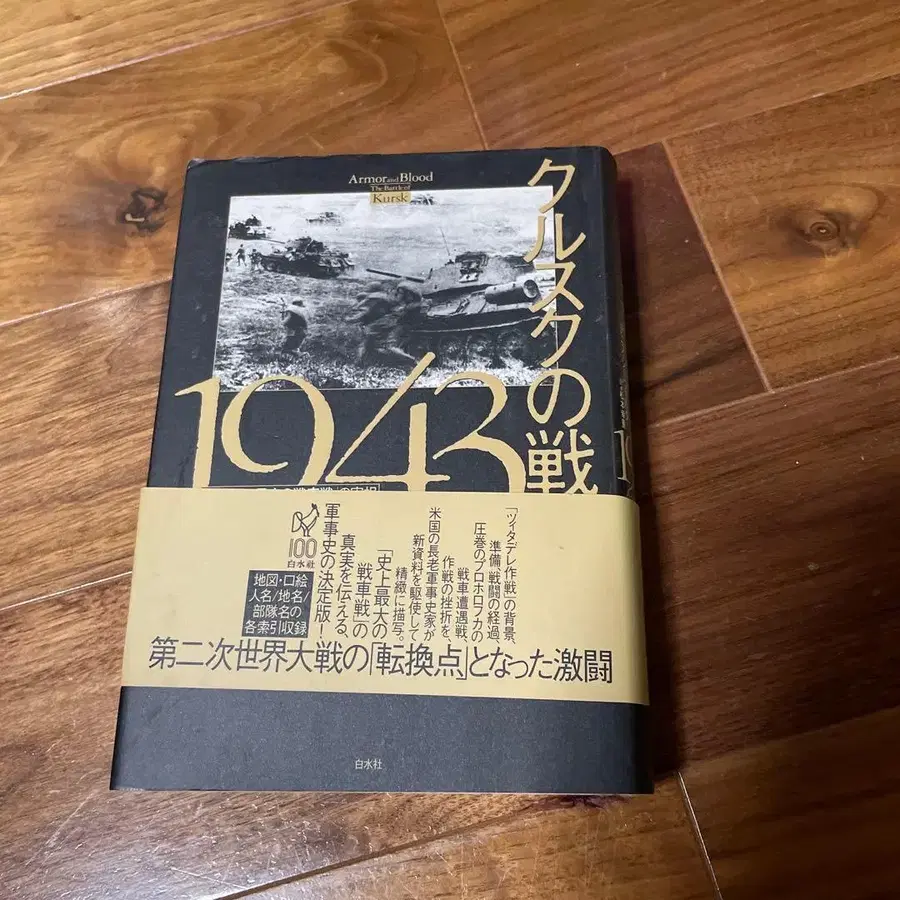 Armor and Blood
The Battle of
Kursk
クルスクの戦
1943
「ツィタデレ作戦」の背景、
準備、戦闘の経過、
圧巻のプロホロフカの
戦車遭遇戦、
作戦の挫折を、
米国の長老軍事史家が
新資料を駆使して
精緻に描写。
「史上最大の
戦車戦」の
真実を伝える、
軍事史の決定版!
100
白水社
地図・口絵
人名/地名/
部隊名の
各索引収録
第二次世界大戦の「転換点」となった激闘
白水社